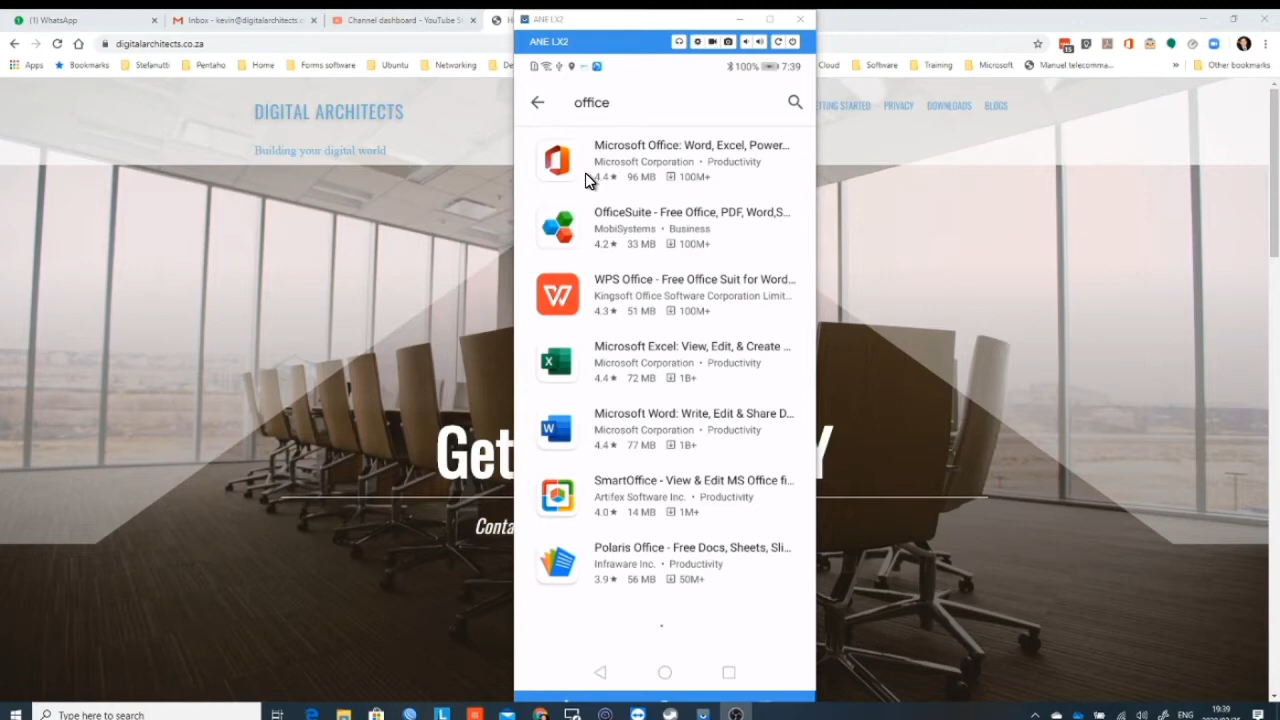 (1) WhatsApp
Inbox - kevin@digitalarchitects.c
Channel dashboard - YouTube S
ANE LX2
digitalarchitects.co.za
15
Apps
Bookmarks
Stefanutti
Pentaho
Home
Forms software
Ubuntu
Networking
Cloud
Software
Training
Microsoft
Manuel telecomma...
»
Other bookmarks
ANE LX2
100%
7:39
DIGITAL ARCHITECTS
Building your digital world
GETTING STARTED
PRIVACY
DOWNLOADS
BLOGS
office
Microsoft Office: Word, Excel, Power...
Microsoft Corporation • Productivity
4.4★ 96 MB 100M+
OfficeSuite - Free Office, PDF, Word,S...
MobiSystems • Business
4.2★ 33 MB 100M+
WPS Office - Free Office Suit for Word...
Kingsoft Office Software Corporation Limit...
4.3★ 51 MB 100M+
Microsoft Excel: View, Edit, & Create ...
Microsoft Corporation • Productivity
4.4★ 72 MB 1B+
Microsoft Word: Write, Edit & Share D...
Microsoft Corporation • Productivity
4.4★ 77 MB 1B+
SmartOffice - View & Edit MS Office fi...
Artifex Software Inc. • Productivity
4.0★ 14 MB 1M+
Polaris Office - Free Docs, Sheets, Sli...
Infraware Inc. • Productivity
3.9★ 56 MB 50M+
Get
Y
Conta
Type here to search
ENG
19:39